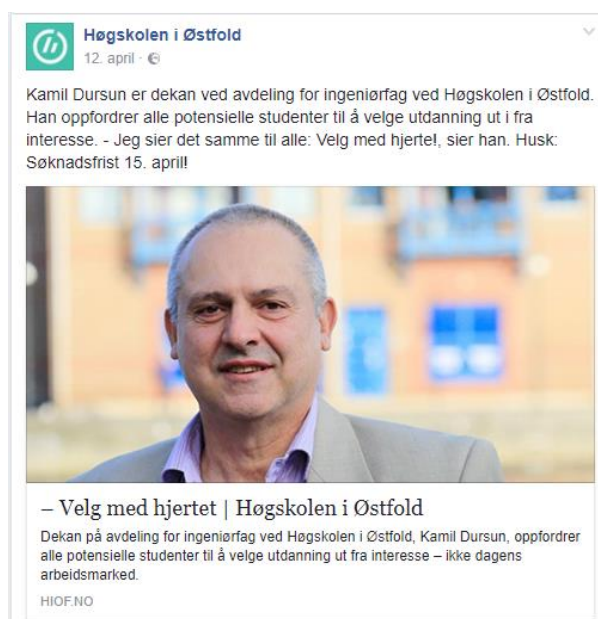 Høgskolen i Østfold
12. april ·
Kamil Dursun er dekan ved avdeling for ingeniørfag ved Høgskolen i Østfold.
Han oppfordrer alle potensielle studenter til å velge utdanning ut i fra
interesse. - Jeg sier det samme til alle: Velg med hjerte!, sier han. Husk:
Søknadsfrist 15. april!
– Velg med hjertet | Høgskolen i Østfold
Dekan på avdeling for ingeniørfag ved Høgskolen i Østfold, Kamil Dursun, oppfordrer
alle potensielle studenter til å velge utdanning ut fra interesse – ikke dagens
arbeidsmarked.
HIOF.NO